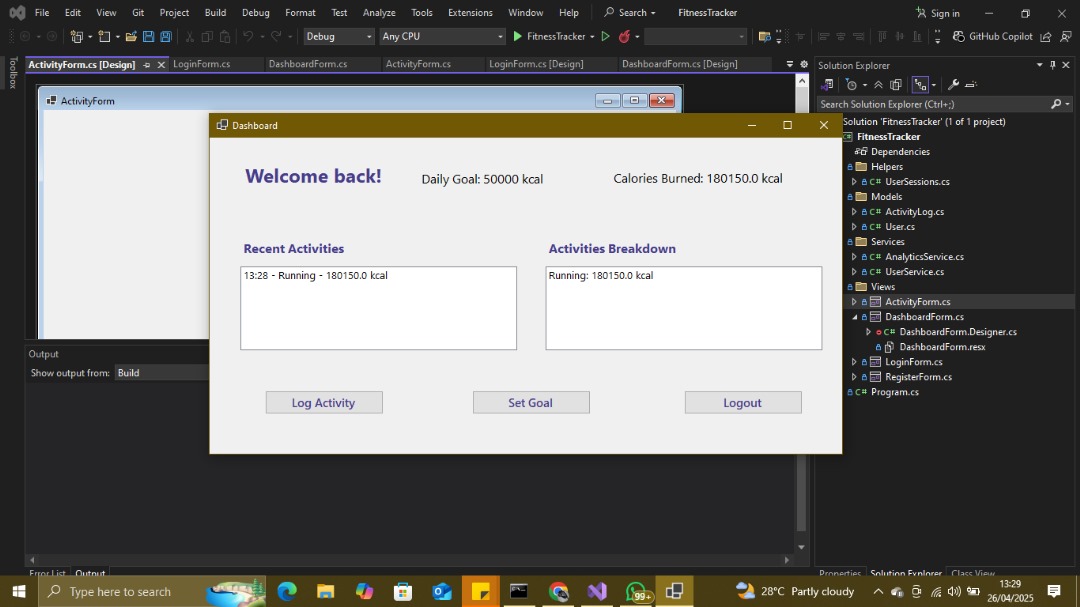 File Edit View Git Project Build Debug Format Test Analyze Tools Extensions Window Help Search FitnessTracker Sign in
Debug Any CPU FitnessTracker GitHub Copilot
Toolbox
ActivityForm.cs [Design] LoginForm.cs DashboardForm.cs ActivityForm.cs LoginForm.cs [Design] DashboardForm.cs [Design]
ActivityForm
Dashboard
Welcome back!
Daily Goal: 50000 kcal
Calories Burned: 180150.0 kcal
Recent Activities
Activities Breakdown
13:28 - Running - 180150.0 kcal
Running: 180150.0 kcal
Log Activity
Set Goal
Logout
Solution Explorer
Search Solution Explorer (Ctrl+;)
Solution 'FitnessTracker' (1 of 1 project)
FitnessTracker
Dependencies
Helpers
C# UserSessions.cs
Models
C# ActivityLog.cs
C# User.cs
Services
C# AnalyticsService.cs
C# UserService.cs
Views
ActivityForm.cs
DashboardForm.cs
C# DashboardForm.Designer.cs
DashboardForm.resx
LoginForm.cs
RegisterForm.cs
C# Program.cs
Output
Show output from: Build
Error List Output
Properties Solution Explorer Class View
Type here to search
99+
28°C Partly cloudy
13:29
26/04/2025